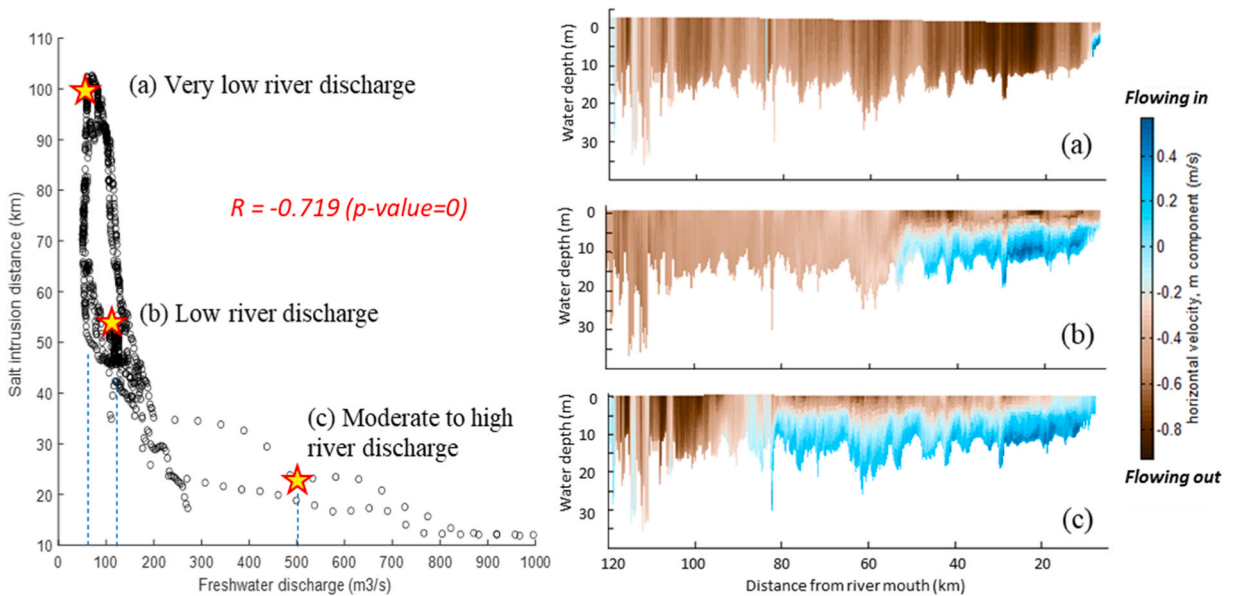 110
100
90
80
70
60
50
40
30
20
10
Salt intrusion distance (km)
(a) Very low river discharge
R = -0.719 (p-value=0)
(b) Low river discharge
(c) Moderate to high
river discharge
0 100 200 300 400 500 600 700 800 900 1000
Freshwater discharge (m3/s)
Water depth (m)
0
10
20
30
(a)
Water depth (m)
0
10
20
30
(b)
Water depth (m)
0
10
20
30
(c)
120 100 80 60 40 20
Distance from river mouth (km)
Flowing in
0.4
0.2
0
-0.2
-0.4
-0.6
-0.8
horizontal velocity, m component (m/s)
Flowing out